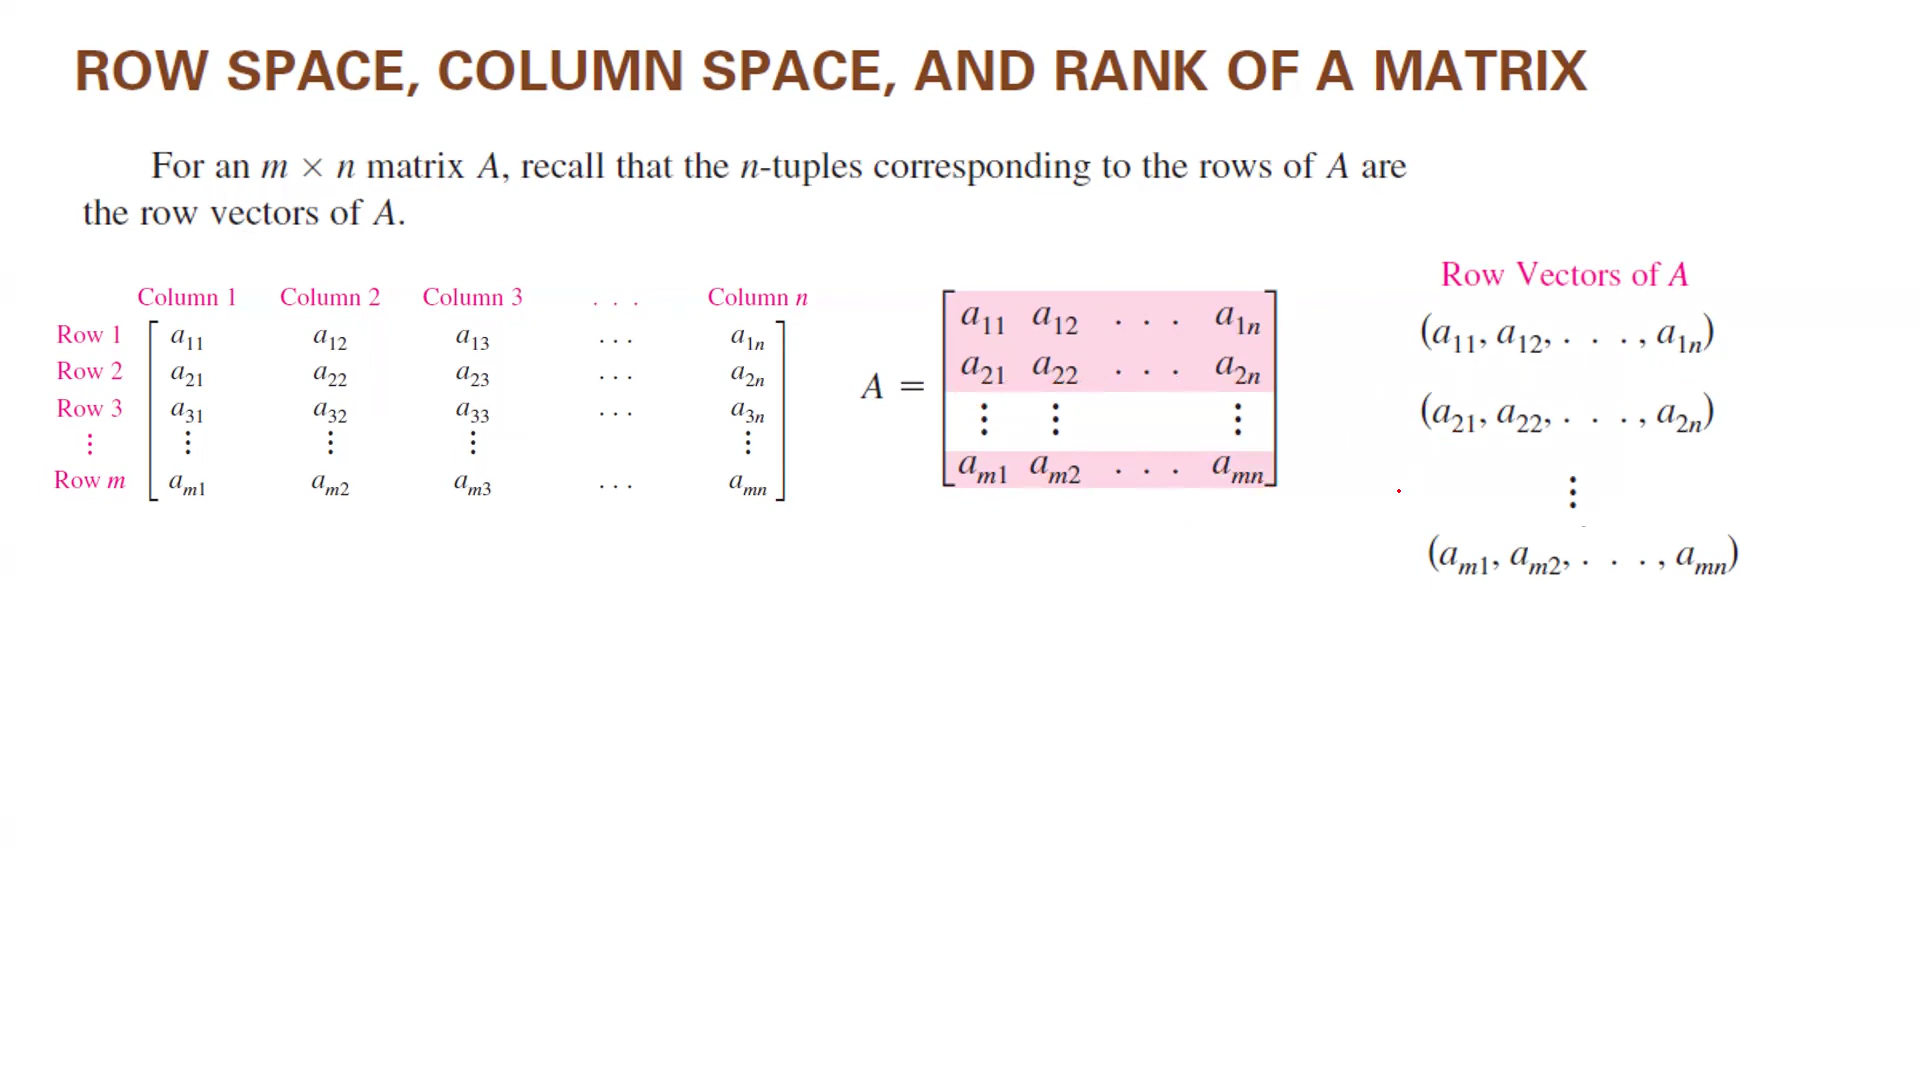 ROW SPACE, COLUMN SPACE, AND RANK OF A MATRIX
For an m × n matrix A, recall that the n-tuples corresponding to the rows of A are
the row vectors of A.
Column 1 Column 2 Column 3 . . . Column n
Row 1 a₁₁ a₁₂ a₁₃ ... a₁ₙ
Row 2 a₂₁ a₂₂ a₂₃ ... a₂ₙ
Row 3 a₃₁ a₃₂ a₃₃ ... a₃ₙ
⋮ ⋮ ⋮ ⋮ ⋮
Row m aₘ₁ aₘ₂ aₘ₃ ... aₘₙ
A =
a₁₁ a₁₂ . . . a₁ₙ
a₂₁ a₂₂ . . . a₂ₙ
⋮ ⋮ ⋮
aₘ₁ aₘ₂ . . . aₘₙ
Row Vectors of A
(a₁₁, a₁₂, . . . , a₁ₙ)
(a₂₁, a₂₂, . . . , a₂ₙ)
⋮
(aₘ₁, aₘ₂, . . . , aₘₙ)